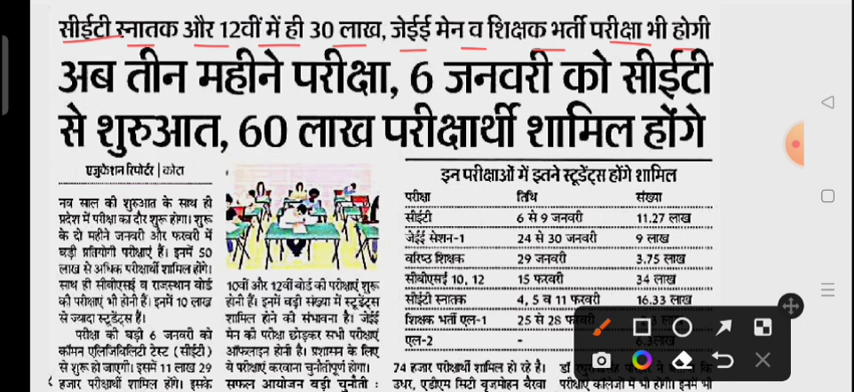 सीईटी स्नातक और 12वीं में ही 30 लाख, जेईई मेन व शिक्षक भर्ती परीक्षा भी होगी
अब तीन महीने परीक्षा, 6 जनवरी को सीईटी
से शुरुआत, 60 लाख परीक्षार्थी शामिल होंगे
एजुकेशन रिपोर्टर | कोटा
नव साल की शुरुआत के साथ ही
प्रदेश में परीक्षा का दौर शुरू होगा। शुरू
के दो महीने जनवरी और फरवरी में
बड़ी प्रतियोगी परीक्षाएं हैं। इनमें 50
लाख से अधिक परीक्षार्थी शामिल होंगे।
साथ ही सीबीएसई व राजस्थान बोर्ड
की परीक्षाएं भी होनी हैं। इनमें 10 लाख
से ज्यादा स्टूडेंट्स हैं।
परीक्षा की घड़ी 6 जनवरी को
कॉमन एलिजिबिलिटी टेस्ट (सीईटी)
से शुरू हो जाएगी। इसमें 11 लाख 29
हजार परीक्षार्थी शामिल होंगे। इसके
10वीं और 12वीं बोर्ड की परीक्षाएं शुरू
होनी हैं। इनमें बड़ी संख्या में स्टूडेंट्स
शामिल होने की संभावना है। जेईई
मेन की परीक्षा छोड़कर सभी परीक्षाएं
ऑफलाइन होनी है। प्रशासन के लिए
ये परीक्षाएं करवाना चुनौतीपूर्ण होगा।
सफल आयोजन बड़ी चुनौती :
इन परीक्षाओं में इतने स्टूडेंट्स होंगे शामिल
परीक्षा तिथि संख्या
सीईटी 6 से 9 जनवरी 11.27 लाख
जेईई सेशन-1 24 से 30 जनवरी 9 लाख
वरिष्ठ शिक्षक 29 जनवरी 3.75 लाख
सीबीएसई 10, 12 15 फरवरी 34 लाख
सीईटी स्नातक 4, 5 व 11 फरवरी 16.33 लाख
शिक्षक भर्ती एल-1 25 से 28
एल-2 - 6.3लाख
74 हजार परीक्षार्थी शामिल हो रहे हैं।
उधर, एडीएम सिटी बृजमोहन बैरवा